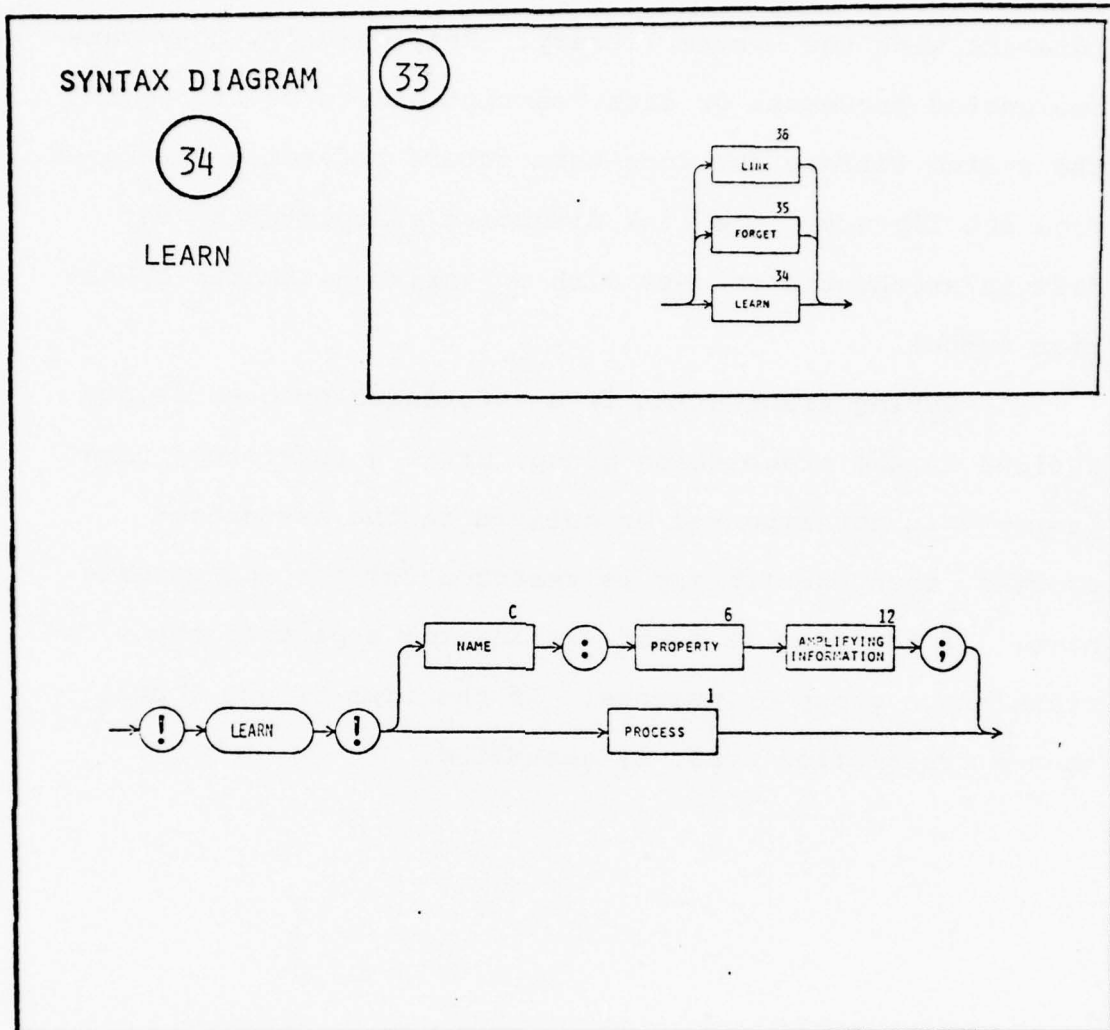 SYNTAX DIAGRAM
34
LEARN
33
36
LINK
35
FORGET
34
LEARN
C
NAME
:
6
PROPERTY
12
AMPLIFYING
INFORMATION
;
!
LEARN
!
1
PROCESS